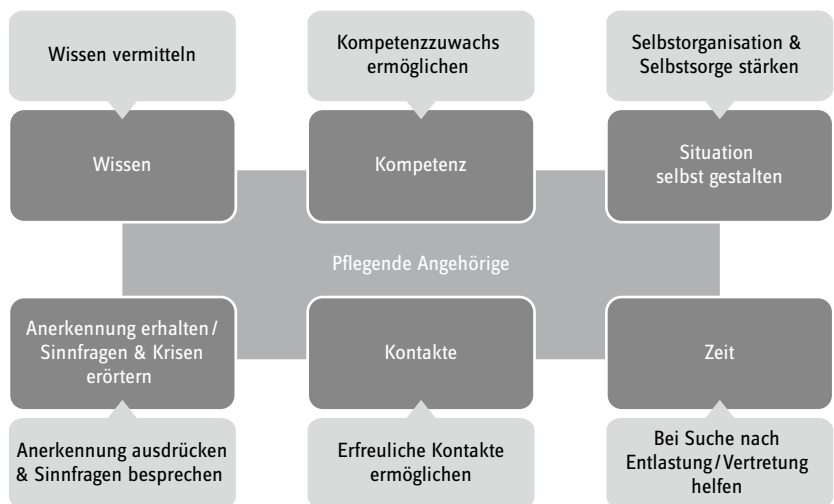 Wissen vermitteln
Kompetenzzuwachs
ermöglichen
Selbstorganisation &
Selbstsorge stärken
Wissen
Kompetenz
Situation
selbst gestalten
Pflegende Angehörige
Anerkennung erhalten/
Sinnfragen & Krisen
erörtern
Kontakte
Zeit
Anerkennung ausdrücken
& Sinnfragen besprechen
Erfreuliche Kontakte
ermöglichen
Bei Suche nach
Entlastung/Vertretung
helfen